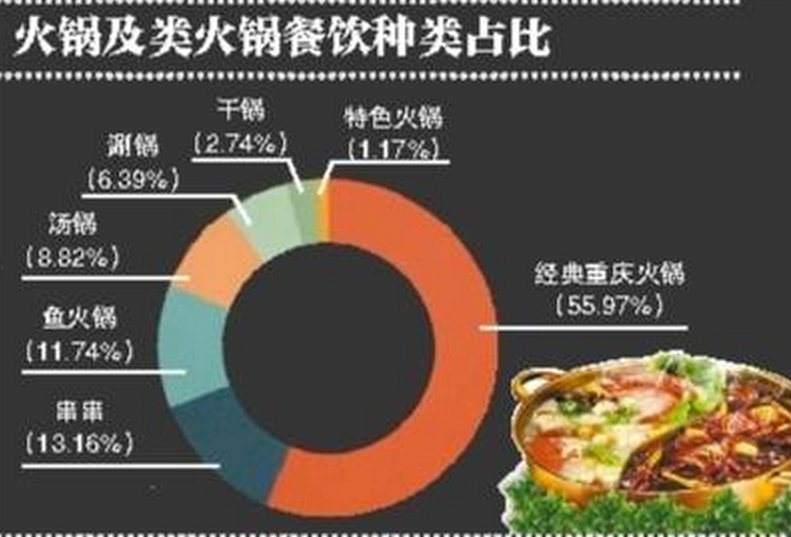 火锅及类火锅餐饮种类占比
干锅
(2.74%)
特色火锅
(1.17%)
涮锅
(6.39%)
汤锅
(8.82%)
经典重庆火锅
(55.97%)
鱼火锅
(11.74%)
串串
(13.16%)